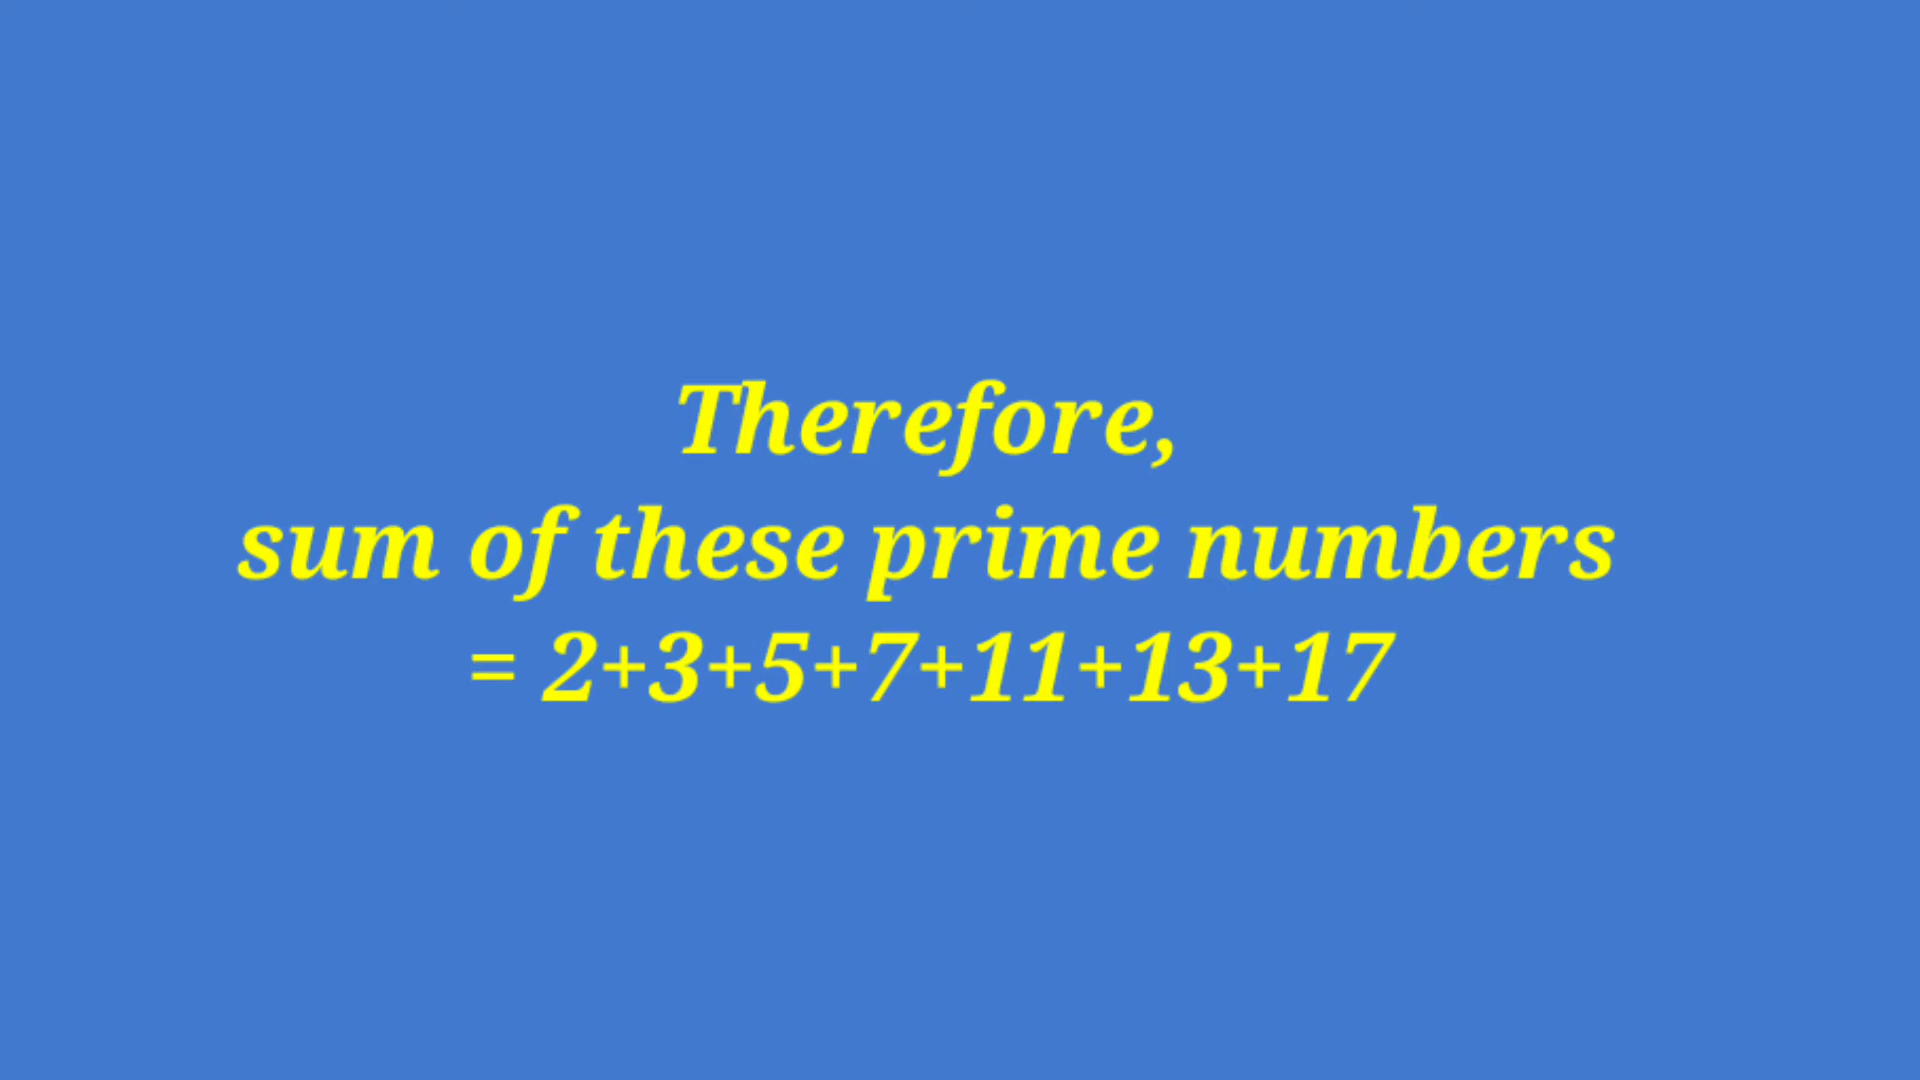 Therefore,
sum of these prime numbers
= 2+3+5+7+11+13+17